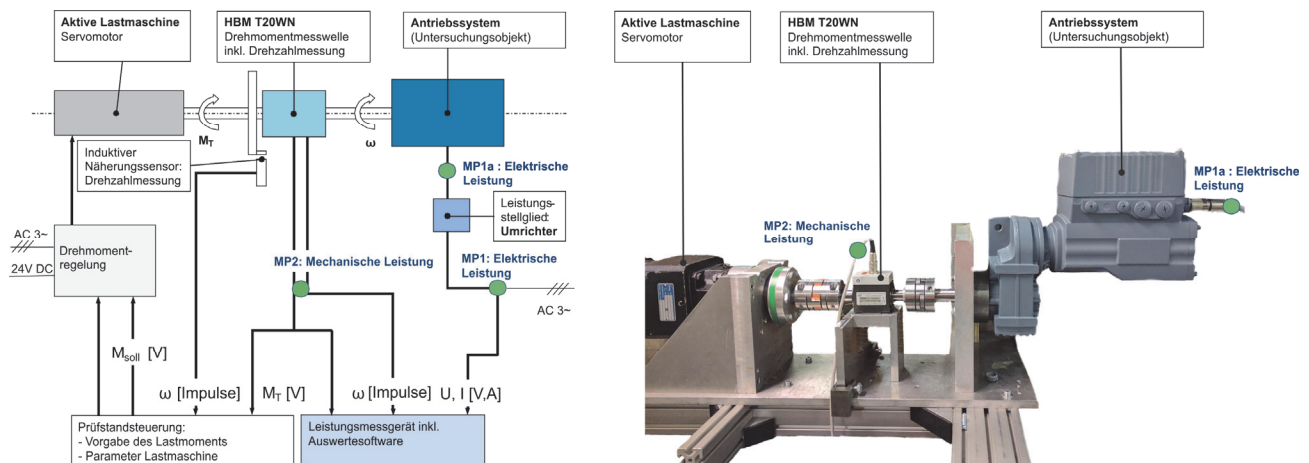 Aktive Lastmaschine
Servomotor
HBM T20WN
Drehmomentmesswelle
inkl. Drehzahlmessung
Antriebssystem
(Untersuchungsobjekt)
M_T
ω
Induktiver
Näherungssensor:
Drehzahlmessung
MP1a : Elektrische
Leistung
Leistungs-
stellglied:
Umrichter
AC 3~
24V DC
Drehmoment-
regelung
MP2: Mechanische Leistung
MP1: Elektrische
Leistung
AC 3~
M_soll [V]
ω [Impulse]
M_T [V]
ω [Impulse]
U, I [V,A]
Prüfstandsteuerung:
- Vorgabe des Lastmoments
- Parameter Lastmaschine
Leistungsmessgerät inkl.
Auswertesoftware
Aktive Lastmaschine
Servomotor
HBM T20WN
Drehmomentmesswelle
inkl. Drehzahlmessung
Antriebssystem
(Untersuchungsobjekt)
MP1a: Elektrische
Leistung
MP2: Mechanische
Leistung